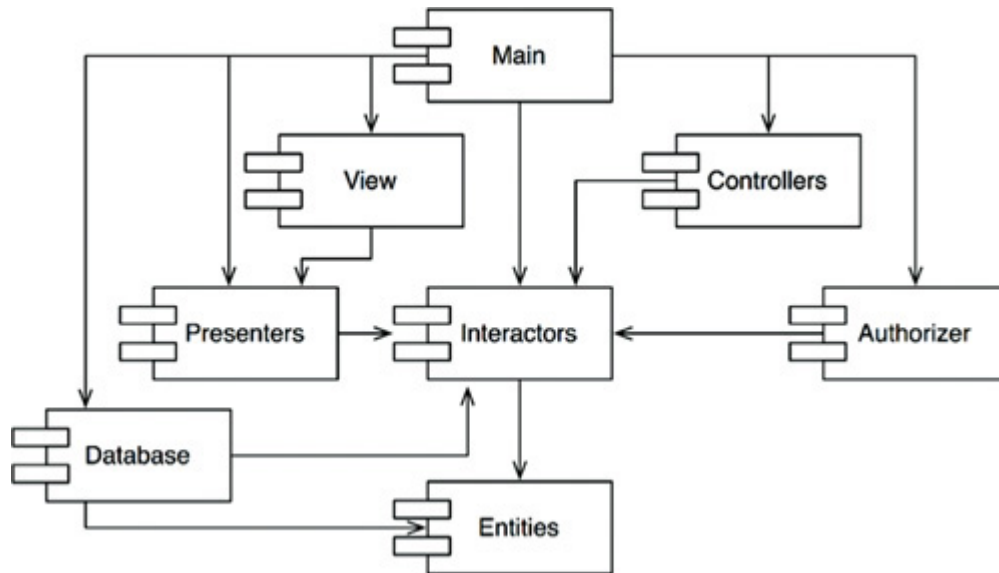 Main
View
Controllers
Presenters
Interactors
Authorizer
Database
Entities